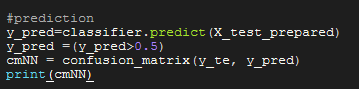 #prediction
y_pred=classifier.predict(X_test_prepared)
y_pred =(y_pred>0.5)
cmNN = confusion_matrix(y_te, y_pred)
print(cmNN)